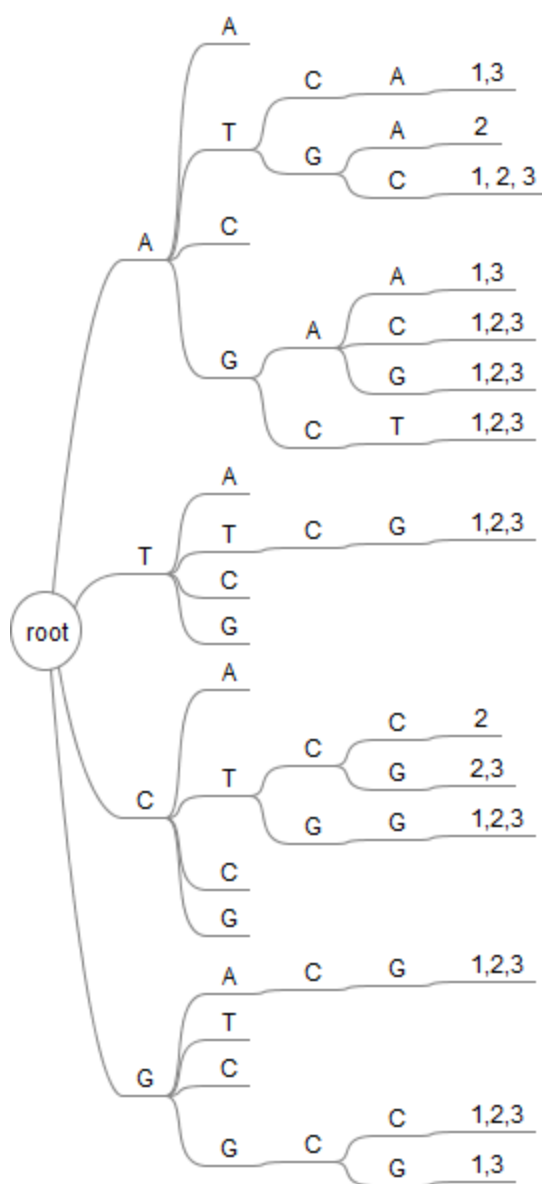 A
C A 1,3
T
A 2
G
C 1, 2, 3
C
A
A 1,3
C 1,2,3
A
G
G 1,2,3
C T 1,2,3
A
T C G 1,2,3
T
C
G
root
A
C 2
C
G 2,3
T
C
G G 1,2,3
C
G
A C G 1,2,3
T
C
G
C 1,2,3
G C
G 1,3